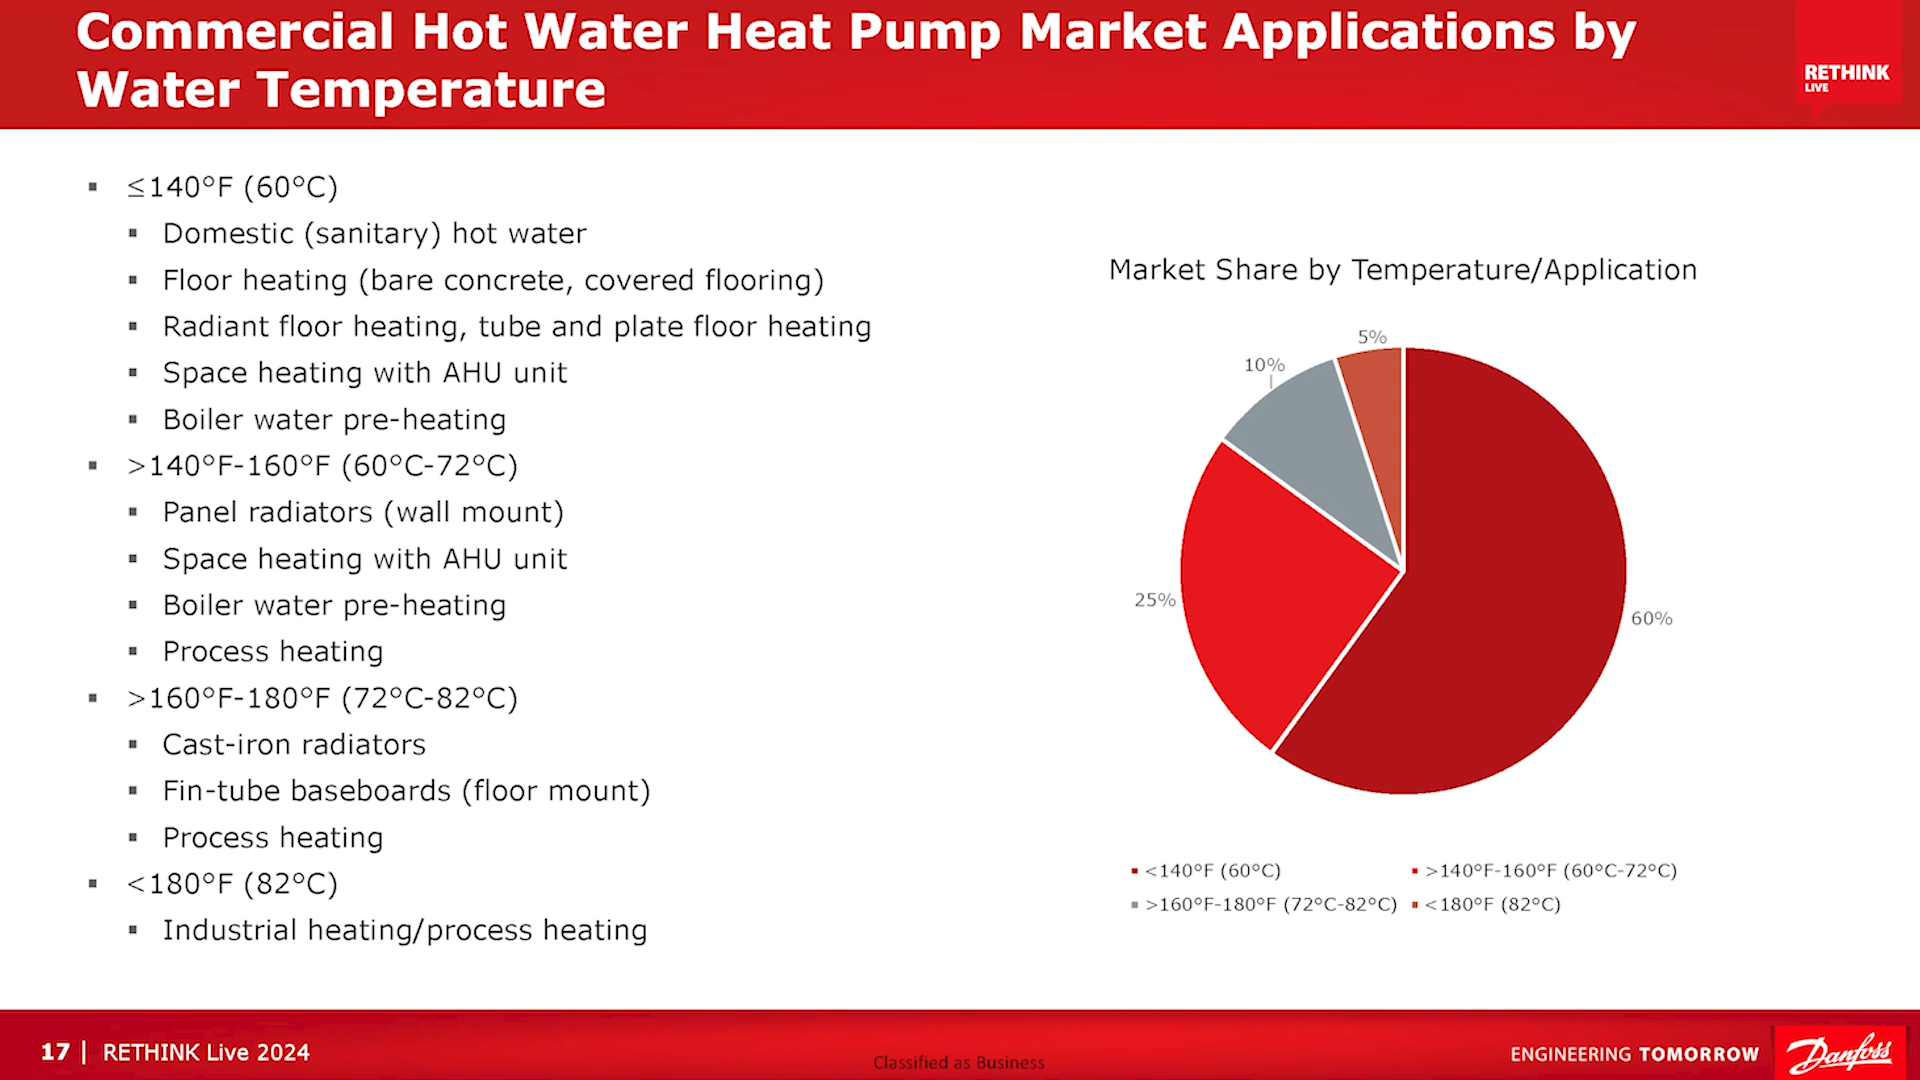 Commercial Hot Water Heat Pump Market Applications by
Water Temperature
RETHINK
LIVE
≤140°F (60°C)
Domestic (sanitary) hot water
Floor heating (bare concrete, covered flooring)
Radiant floor heating, tube and plate floor heating
Space heating with AHU unit
Boiler water pre-heating
>140°F-160°F (60°C-72°C)
Panel radiators (wall mount)
Space heating with AHU unit
Boiler water pre-heating
Process heating
>160°F-180°F (72°C-82°C)
Cast-iron radiators
Fin-tube baseboards (floor mount)
Process heating
<180°F (82°C)
Industrial heating/process heating
Market Share by Temperature/Application
5%
10%
25%
60%
<140°F (60°C)
>140°F-160°F (60°C-72°C)
>160°F-180°F (72°C-82°C)
<180°F (82°C)
17 | RETHINK Live 2024
Classified as Business
ENGINEERING TOMORROW
Danfoss